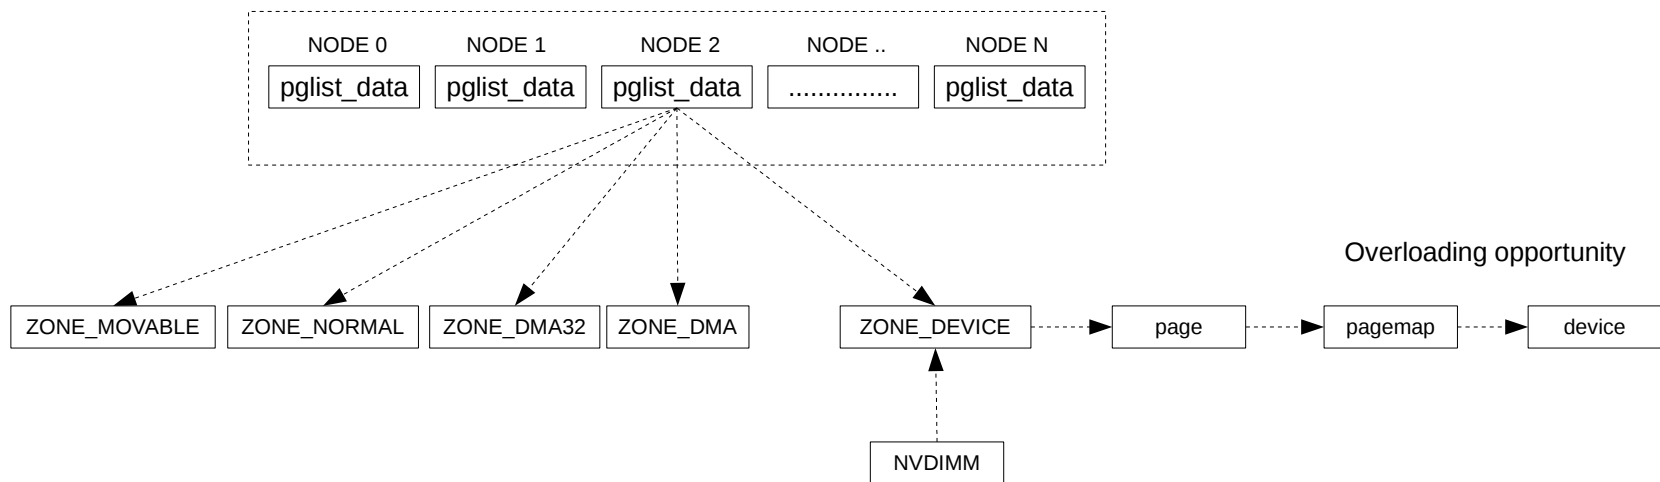 NODE 0 NODE 1 NODE 2 NODE .. NODE N
pglist_data pglist_data pglist_data ............... pglist_data
Overloading opportunity
ZONE_MOVABLE ZONE_NORMAL ZONE_DMA32 ZONE_DMA ZONE_DEVICE page pagemap device
NVDIMM